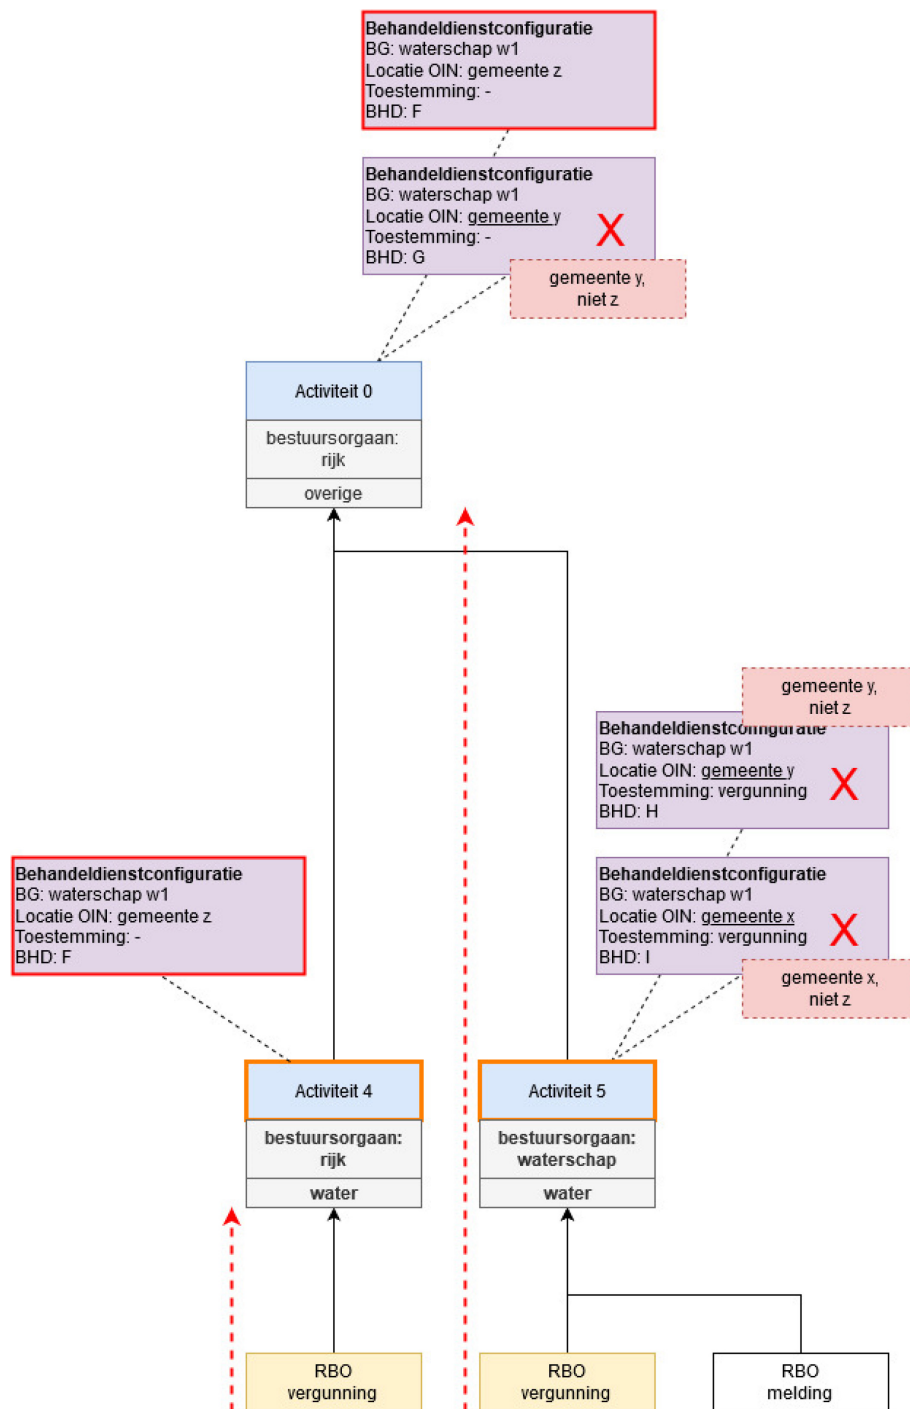 Behandeldienstconfiguratie
BG: waterschap w1
Locatie OIN: gemeente z
Toestemming: -
BHD: F
Behandeldienstconfiguratie
BG: waterschap w1
Locatie OIN: gemeente y
Toestemming: -
BHD: G
X
gemeente y,
niet z
Activiteit 0
bestuursorgaan:
rijk
overige
gemeente y,
niet z
Behandeldienstconfiguratie
BG: waterschap w1
Locatie OIN: gemeente y
Toestemming: vergunning
BHD: H
X
Behandeldienstconfiguratie
BG: waterschap w1
Locatie OIN: gemeente z
Toestemming: -
BHD: F
Behandeldienstconfiguratie
BG: waterschap w1
Locatie OIN: gemeente x
Toestemming: vergunning
BHD: I
X
gemeente x,
niet z
Activiteit 4
bestuursorgaan:
rijk
water
Activiteit 5
bestuursorgaan:
waterschap
water
RBO
vergunning
RBO
vergunning
RBO
melding